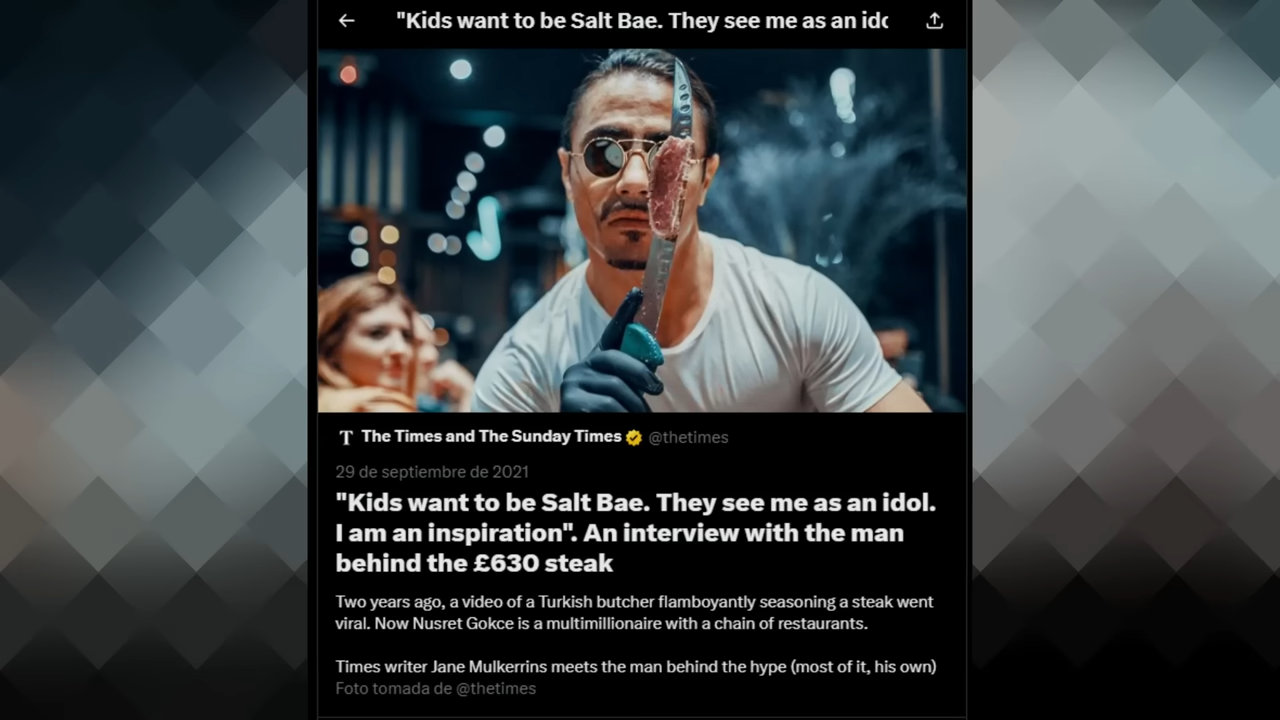 "Kids want to be Salt Bae. They see me as an ido
T The Times and The Sunday Times @thetimes
29 de septiembre de 2021
"Kids want to be Salt Bae. They see me as an idol.
I am an inspiration". An interview with the man
behind the £630 steak
Two years ago, a video of a Turkish butcher flamboyantly seasoning a steak went
viral. Now Nusret Gokce is a multimillionaire with a chain of restaurants.
Times writer Jane Mulkerrins meets the man behind the hype (most of it, his own)
Foto tomada de @thetimes